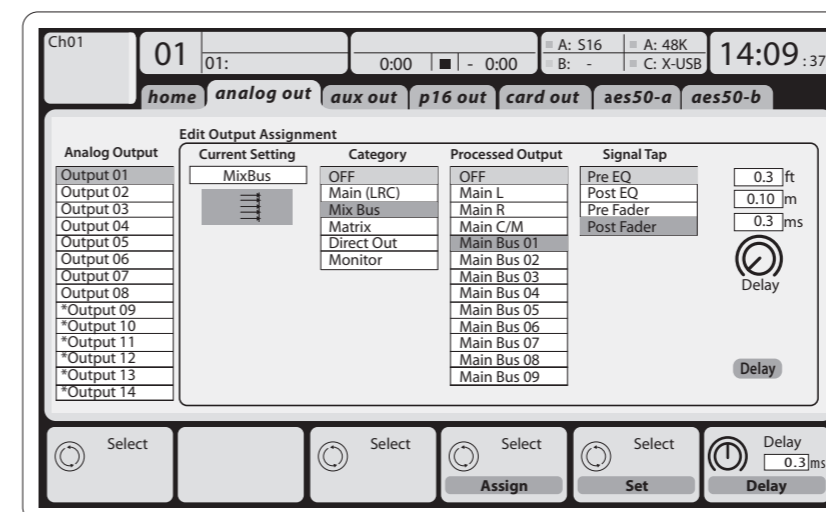 Ch01
01
01:
0:00 - 0:00
A: S16
B: -
A: 48K
C: X-USB
14:09 :37
home
analog out
aux out
p16 out
card out
aes50-a
aes50-b
Edit Output Assignment
Analog Output
Output 01
Output 02
Output 03
Output 04
Output 05
Output 06
Output 07
Output 08
*Output 09
*Output 10
*Output 11
*Output 12
*Output 13
*Output 14
Current Setting
MixBus
Category
OFF
Main (LRC)
Mix Bus
Matrix
Direct Out
Monitor
Processed Output
OFF
Main L
Main R
Main C/M
Main Bus 01
Main Bus 02
Main Bus 03
Main Bus 04
Main Bus 05
Main Bus 06
Main Bus 07
Main Bus 08
Main Bus 09
Signal Tap
Pre EQ
Post EQ
Pre Fader
Post Fader
0.3 ft
0.10 m
0.3 ms
Delay
Delay
Select
Select
Select
Assign
Select
Set
Delay
0.3 ms
Delay